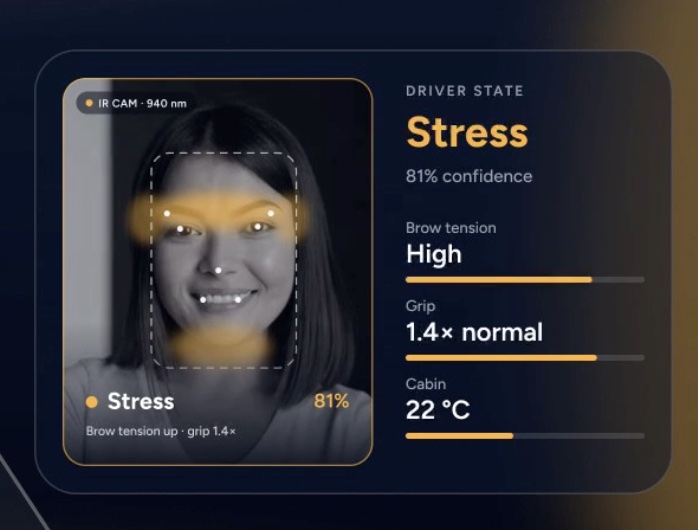 IR CAM · 940 nm
Stress
81%
Brow tension up · grip 1.4×
DRIVER STATE
Stress
81% confidence
Brow tension
High
Grip
1.4× normal
Cabin
22 °C